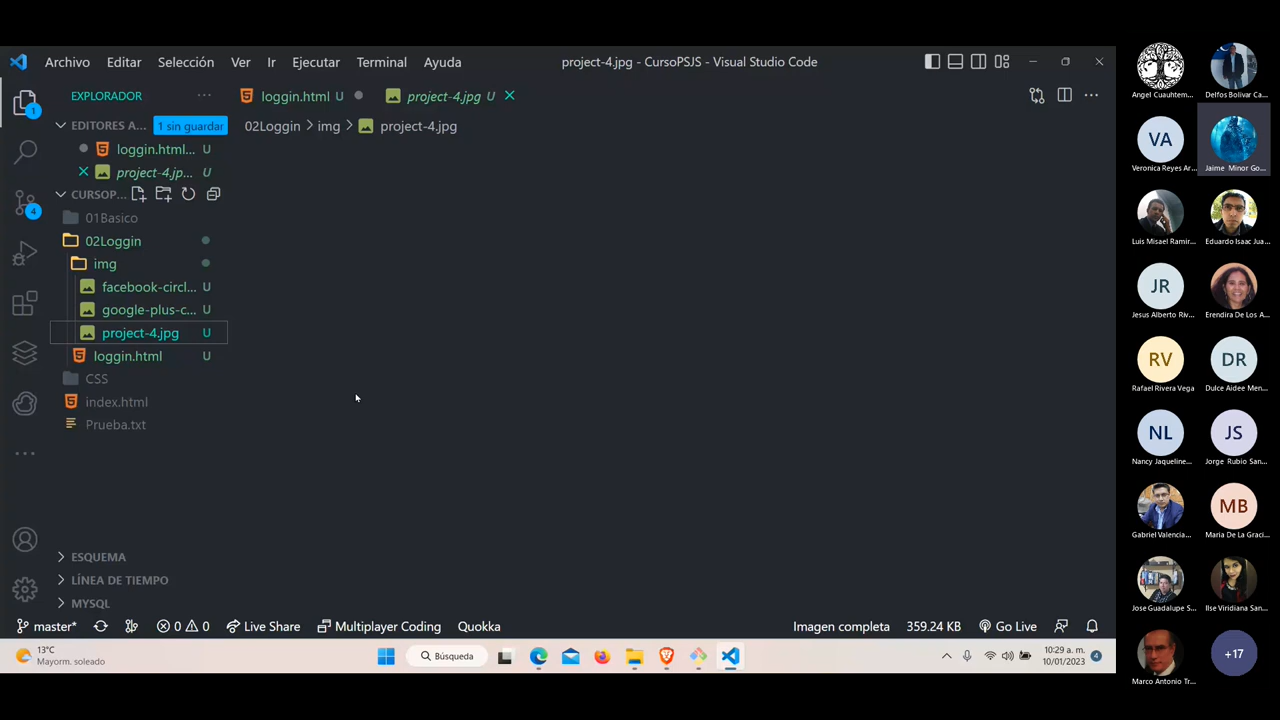 Archivo Editar Selección Ver Ir Ejecutar Terminal Ayuda
project-4.jpg - CursoPSJS - Visual Studio Code
EXPLORADOR
loggin.html U
project-4.jpg U
EDITORES A... 1 sin guardar
02Loggin > img > project-4.jpg
loggin.html... U
project-4.jp... U
CURSOP...
01Basico
02Loggin
img
facebook-circl... U
google-plus-c... U
project-4.jpg U
loggin.html U
CSS
index.html
Prueba.txt
ESQUEMA
LÍNEA DE TIEMPO
MYSQL
1
4
master* 0 0 Live Share Multiplayer Coding Quokka Imagen completa 359.24 KB Go Live
13°C
Mayorm. soleado
Búsqueda
10:29 a. m.
10/01/2023
4
Angel Cuauhtem...
Delfos Bolivar Ca...
VA
Veronica Reyes Ar...
Jaime Minor Go...
Luis Misael Ramir...
Eduardo Isaac Jua...
JR
Jesus Alberto Riv...
Erendira De Los A...
RV
Rafael Rivera Vega
DR
Dulce Aidee Men...
NL
Nancy Jaqueline...
JS
Jorge Rubio San...
Gabriel Valencia...
MB
Maria De La Graci...
Jose Guadalupe S...
Ilse Viridiana San...
Marco Antonio Tr...
+17